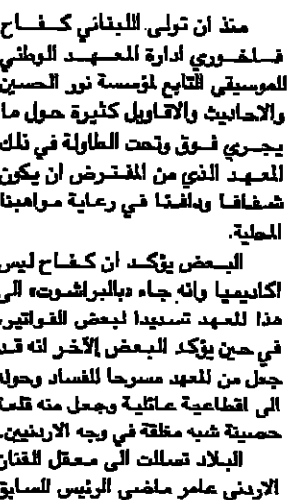 منذ ان تولى اللبناني كفاح
فاخوري ادارة المعهد الوطني
للموسيقى التابع لمؤسسة نور الحسين
والاحاديث والاقاويل كثيرة حول ما
يجري فوق وتحت الطاولة في ذلك
المعهد الذي من المفترض ان يكون
شفافا ودافئا في رعاية مواهبنا
المحلية.
البعض يؤكد ان كفاح ليس
اكاديميا وانه جاء «بالبراشوت» الى
هذا المعهد تسديدا لبعض الفواتير،
في حين يؤكد البعض الآخر انه قد
جعل من المعهد مسرحا للفساد وحوله
الى اقطاعية عائلية وجعل منه قلعة
حصينة شبه مغلقة في وجه الاردنيين.
البلاد تسللت الى معقل الفنان
الاردني عامر ماضي الرئيس السابق